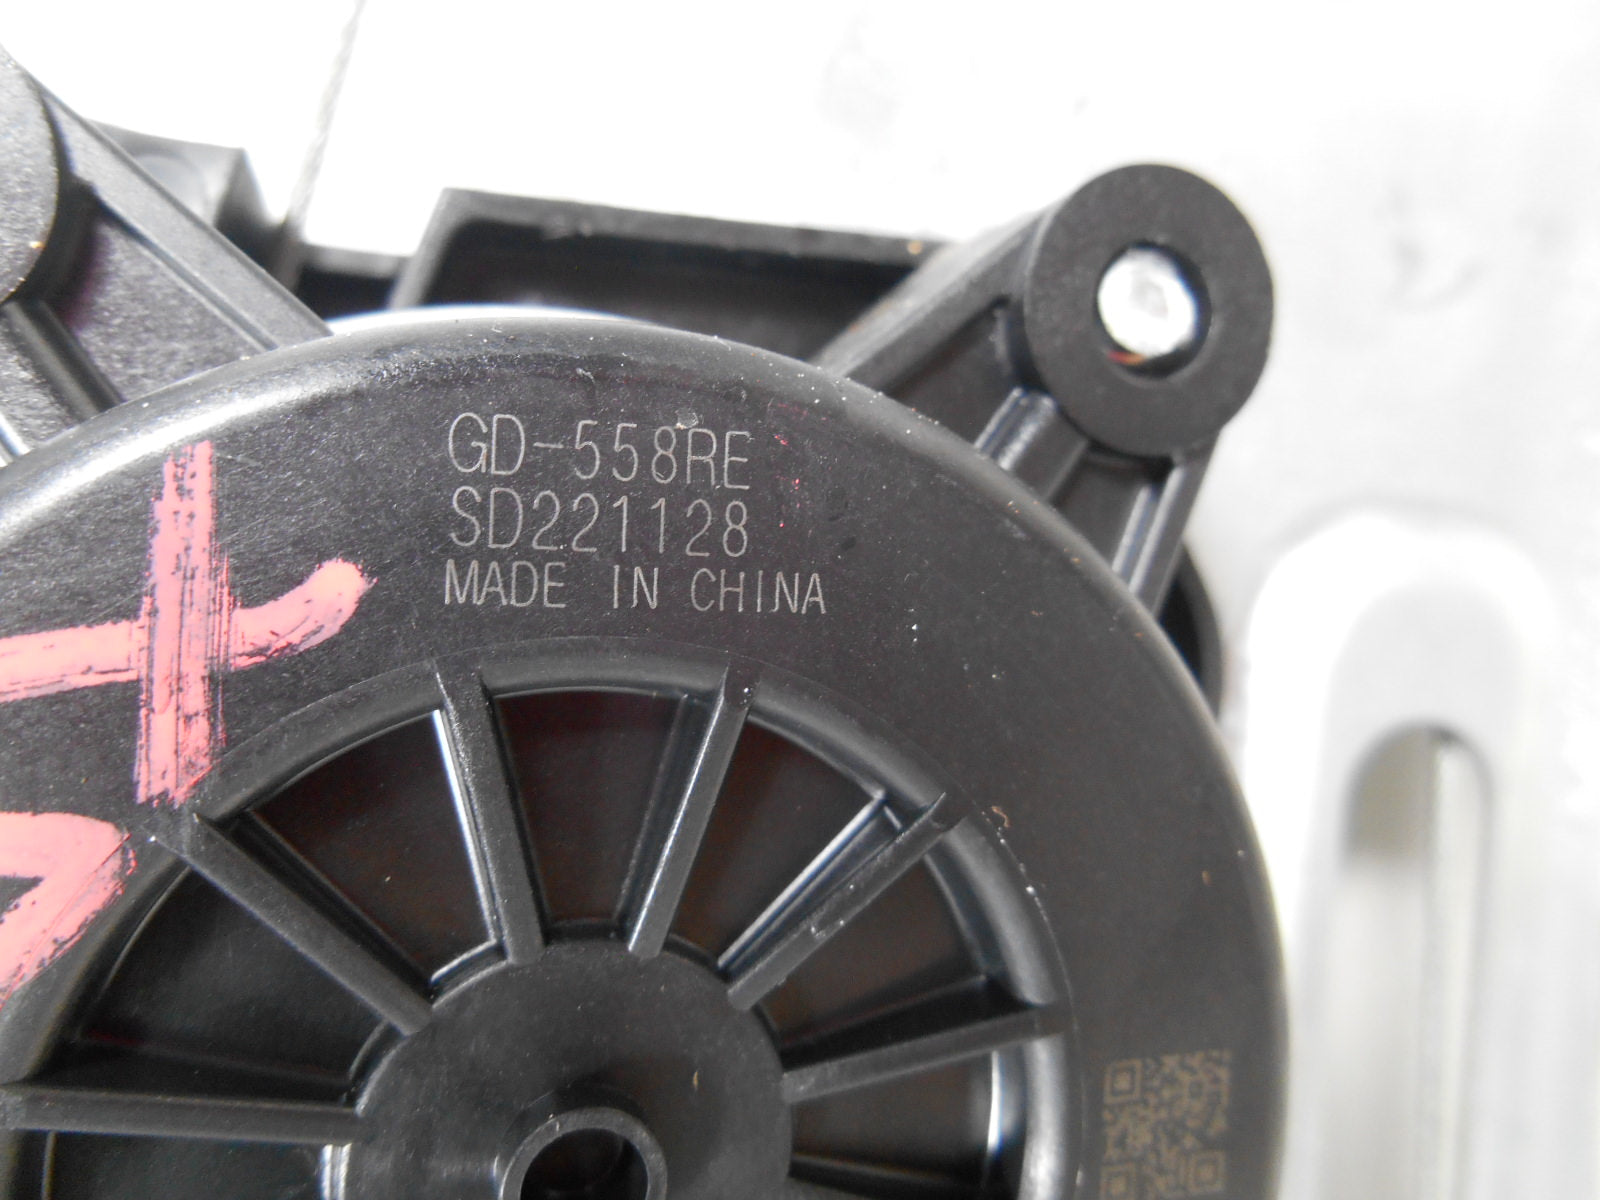 GD-558RE
SD221128
MADE IN CHINA